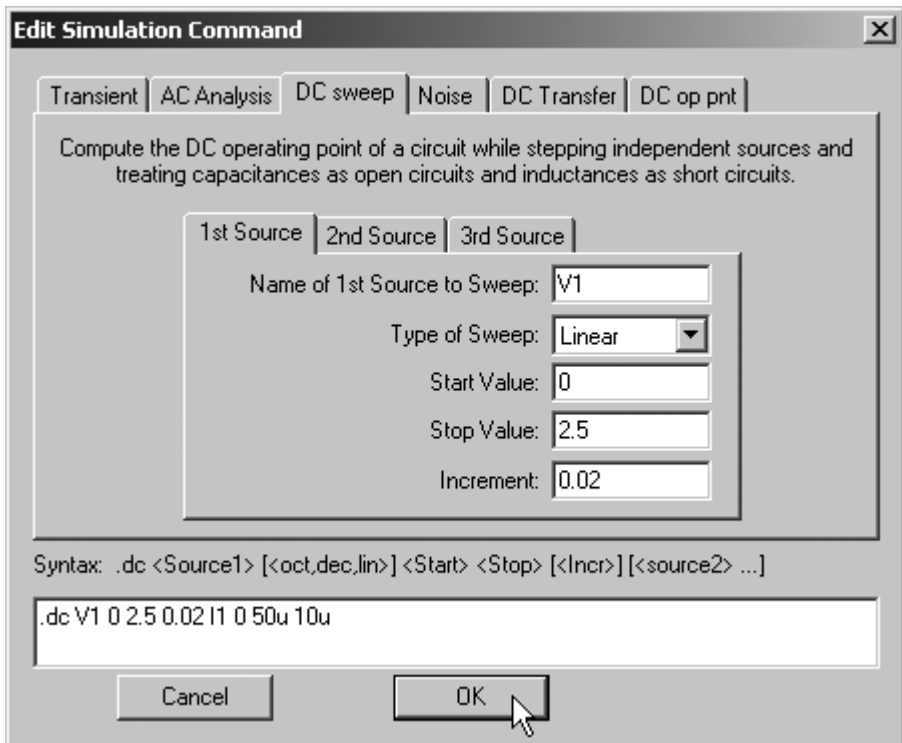 Edit Simulation Command
Transient AC Analysis DC sweep Noise DC Transfer DC op pnt
Compute the DC operating point of a circuit while stepping independent sources and
treating capacitances as open circuits and inductances as short circuits.
1st Source 2nd Source 3rd Source
Name of 1st Source to Sweep: V1
Type of Sweep: Linear
Start Value: 0
Stop Value: 2.5
Increment: 0.02
Syntax: .dc <Source1> [<oct,dec,lin>] <Start> <Stop> [<Incr>] [<source2> ...]
.dc V1 0 2.5 0.02 I1 0 50u 10u
Cancel OK